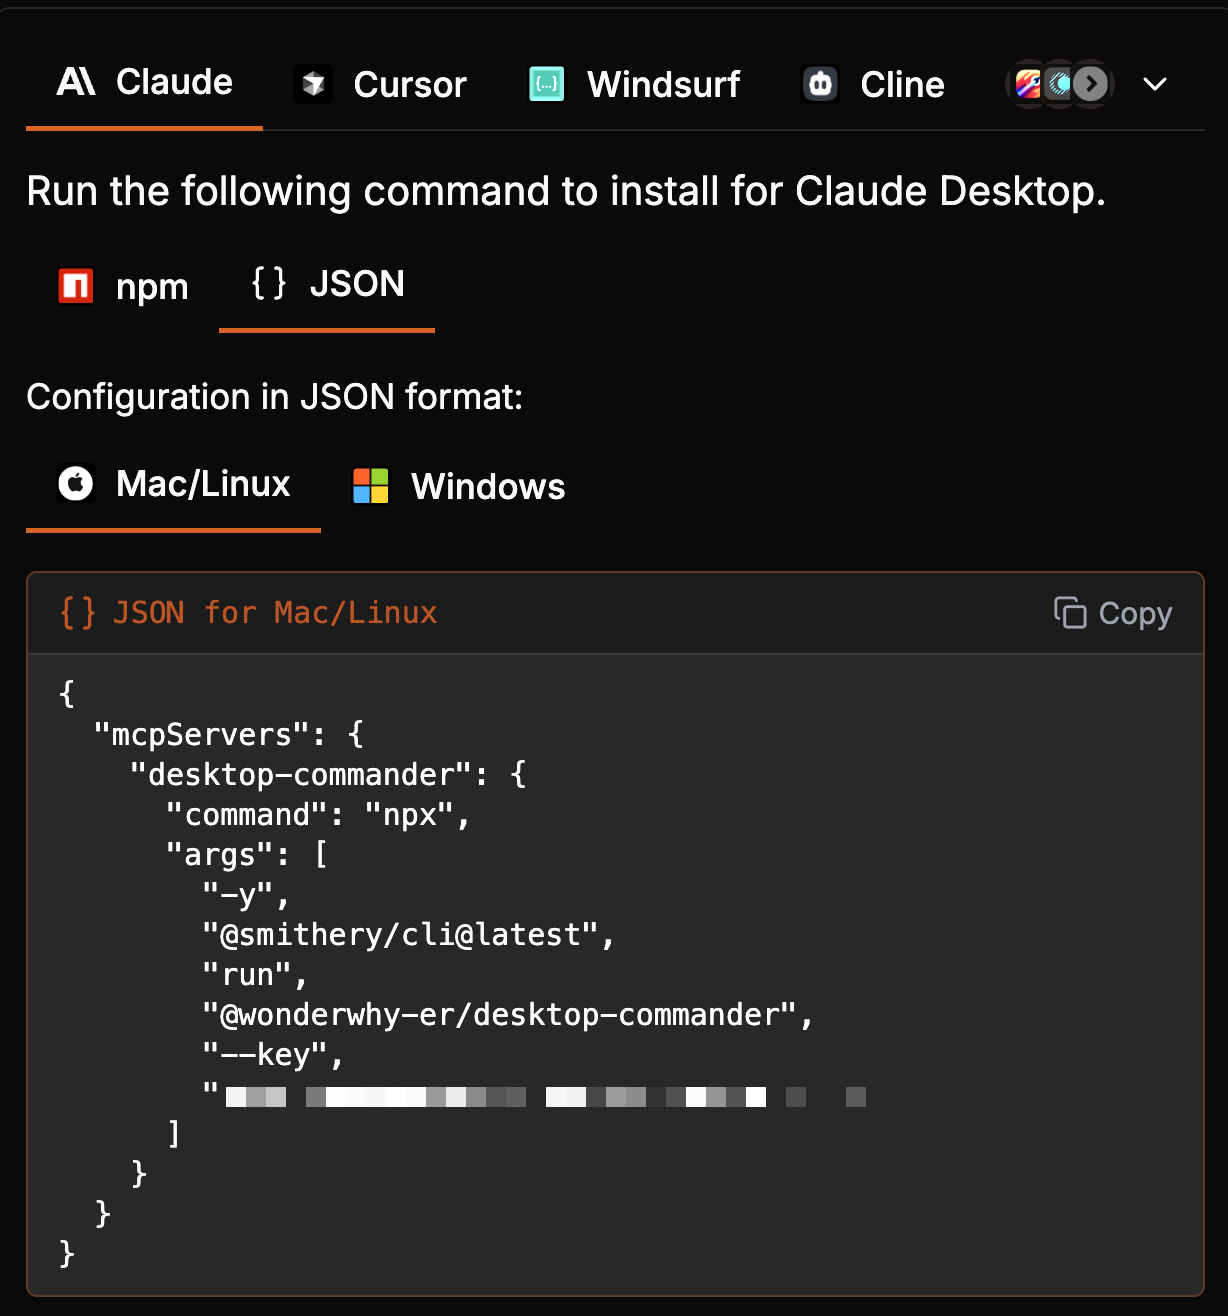 Claude Cursor Windsurf Cline
Run the following command to install for Claude Desktop.
npm {} JSON
Configuration in JSON format:
Mac/Linux Windows
{} JSON for Mac/Linux Copy
{
  "mcpServers": {
    "desktop-commander": {
      "command": "npx",
      "args": [
        "-y",
        "@smithery/cli@latest",
        "run",
        "@wonderwhy-er/desktop-commander",
        "--key",
        "
      ]
    }
  }
}